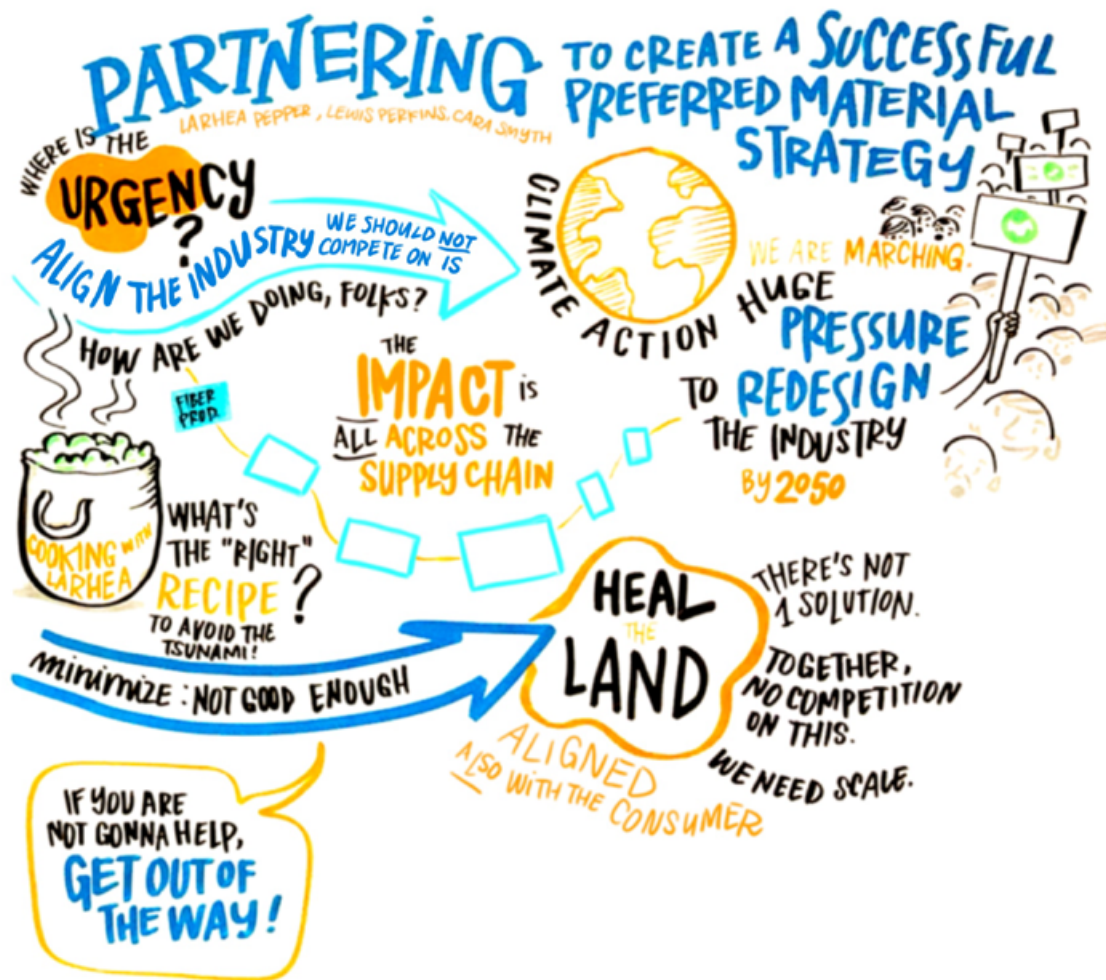 PARTNERING
LARHEA PEPPER, LEWIS PERKINS, CARA SMYTH
TO CREATE A SUCCESSFUL
PREFERRED MATERIAL
STRATEGY
WHERE IS THE
URGENCY
?
ALIGN THE INDUSTRY
WE SHOULD NOT
COMPETE ON IS
HOW ARE WE DOING, FOLKS?
CLIMATE ACTION
WE ARE MARCHING.
HUGE
PRESSURE
TO REDESIGN
THE INDUSTRY
BY 2050
FIBER
PROD.
THE
IMPACT is
ALL ACROSS THE
SUPPLY CHAIN
COOKING WITH
LARHEA
WHAT'S
THE "RIGHT"
RECIPE?
TO AVOID THE
TSUNAMI!
minimize: NOT GOOD ENOUGH
HEAL
THE
LAND
THERE'S NOT
1 SOLUTION.
TOGETHER,
NO COMPETITION
ON THIS.
WE NEED SCALE.
ALIGNED
ALSO WITH THE CONSUMER
IF YOU ARE
NOT GONNA HELP,
GET OUT OF
THE WAY!